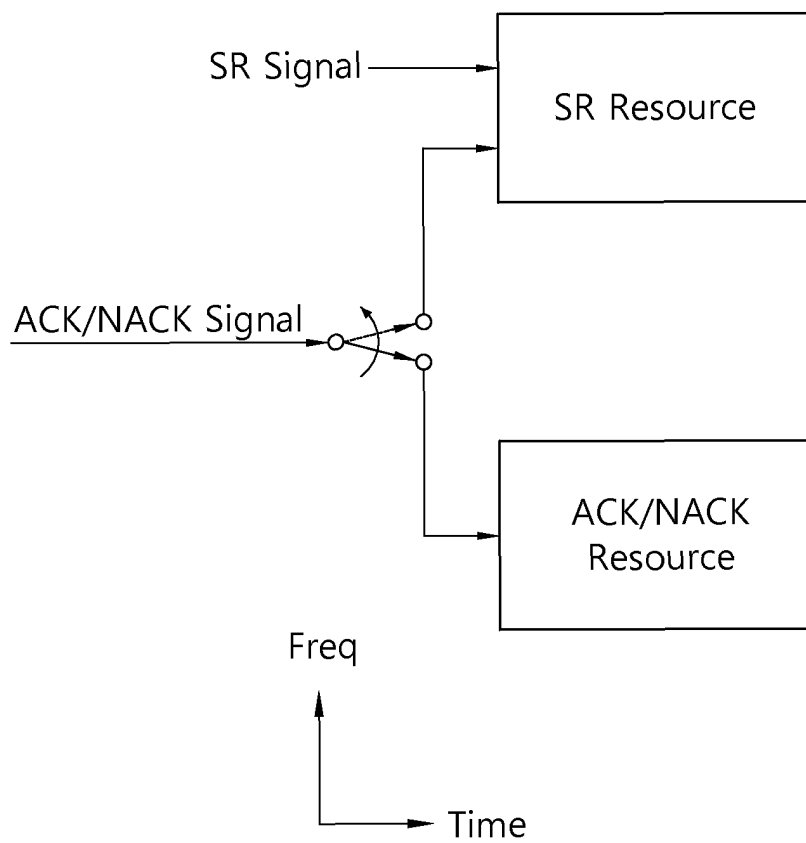 SR Signal
SR Resource
ACK/NACK Signal
ACK/NACK
Resource
Freq
Time